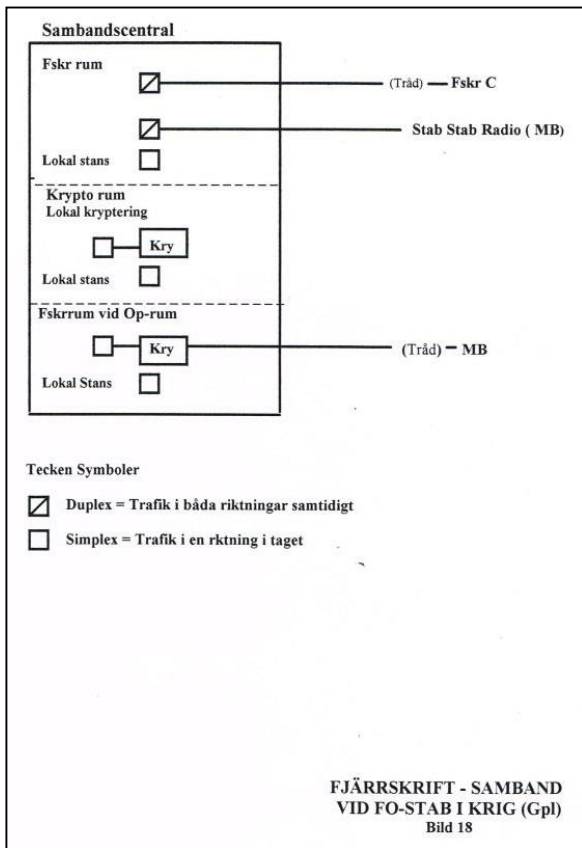 Sambandscentral
Fskr rum
(Tråd) — Fskr C
Stab Stab Radio ( MB)
Lokal stans
Krypto rum
Lokal kryptering
Kry
Lokal stans
Fskrrum vid Op-rum
Kry
(Tråd) — MB
Lokal Stans
Tecken Symboler
Duplex = Trafik i båda riktningar samtidigt
Simplex = Trafik i en rktning i taget
FJÄRRSKRIFT - SAMBAND
VID FO-STAB I KRIG (Gpl)
Bild 18